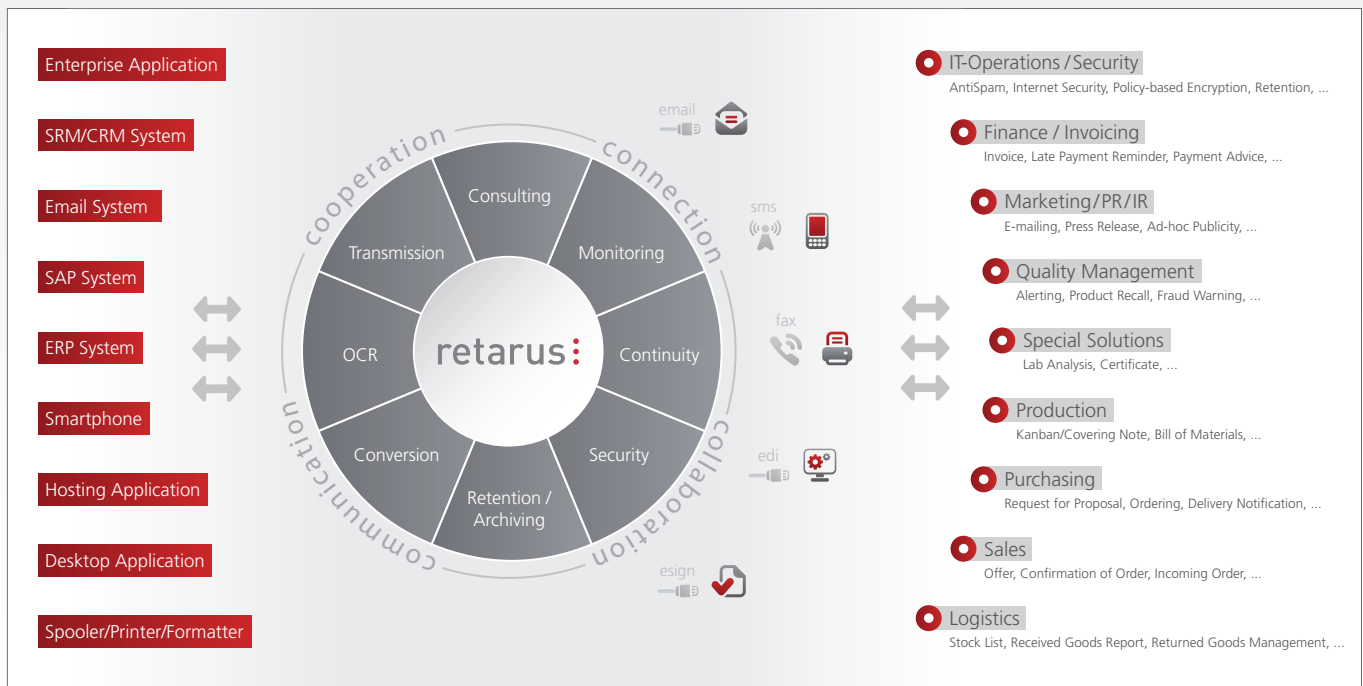 Enterprise Application
SRM/CRM System
Email System
SAP System
ERP System
Smartphone
Hosting Application
Desktop Application
Spooler/Printer/Formatter
cooperation
connection
collaboration
communication
Consulting
Monitoring
Continuity
Security
Retention /
Archiving
Conversion
OCR
Transmission
retarus
email
sms
fax
edi
esign
IT-Operations / Security
AntiSpam, Internet Security, Policy-based Encryption, Retention, ...
Finance / Invoicing
Invoice, Late Payment Reminder, Payment Advice, ...
Marketing/PR/IR
E-mailing, Press Release, Ad-hoc Publicity, ...
Quality Management
Alerting, Product Recall, Fraud Warning, ...
Special Solutions
Lab Analysis, Certificate, ...
Production
Kanban/Covering Note, Bill of Materials, ...
Purchasing
Request for Proposal, Ordering, Delivery Notification, ...
Sales
Offer, Confirmation of Order, Incoming Order, ...
Logistics
Stock List, Received Goods Report, Returned Goods Management, ...